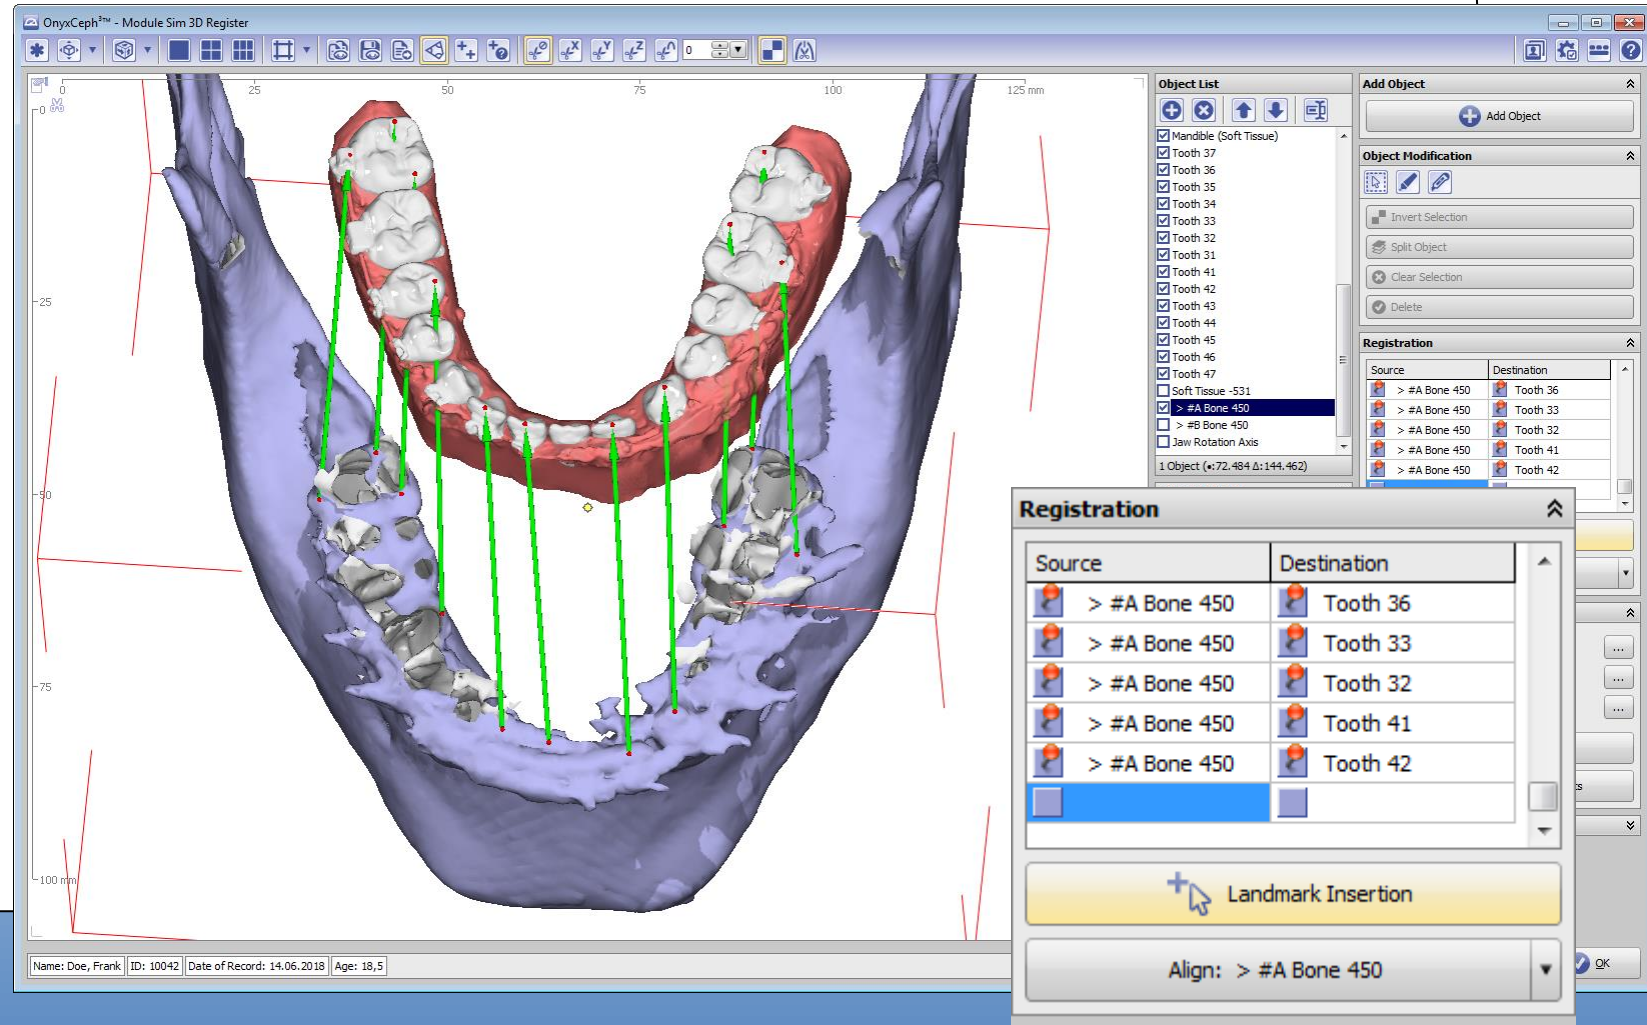 OnyxCeph³™ - Module Sim 3D Register
0
0
25
50
75
100
125 mm
0
25
50
75
100 mm
Object List
Mandible (Soft Tissue)
Tooth 37
Tooth 36
Tooth 35
Tooth 34
Tooth 33
Tooth 32
Tooth 31
Tooth 41
Tooth 42
Tooth 43
Tooth 44
Tooth 45
Tooth 46
Tooth 47
Soft Tissue -531
> #A Bone 450
> #B Bone 450
Jaw Rotation Axis
1 Object (•:72.484 Δ:144.462)
Add Object
Add Object
Object Modification
Invert Selection
Split Object
Clear Selection
Delete
Registration
Source Destination
> #A Bone 450 Tooth 36
> #A Bone 450 Tooth 33
> #A Bone 450 Tooth 32
> #A Bone 450 Tooth 41
> #A Bone 450 Tooth 42
Registration
Source Destination
> #A Bone 450 Tooth 36
> #A Bone 450 Tooth 33
> #A Bone 450 Tooth 32
> #A Bone 450 Tooth 41
> #A Bone 450 Tooth 42
Landmark Insertion
Align: > #A Bone 450
...
...
...
OK
Name: Doe, Frank ID: 10042 Date of Record: 14.06.2018 Age: 18,5